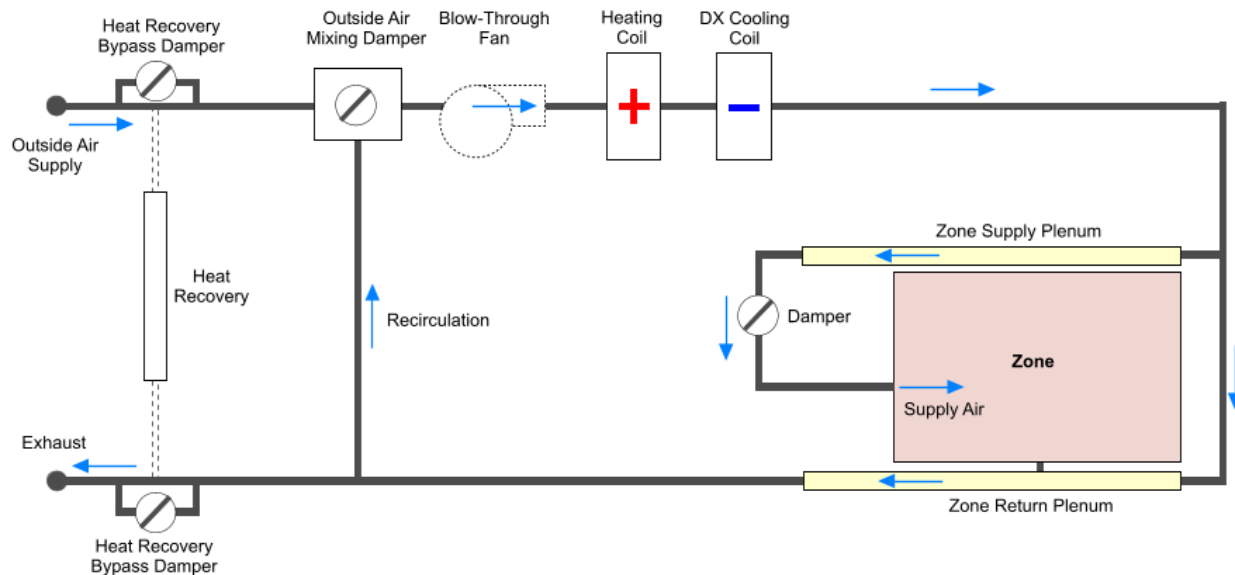 Heat Recovery
Bypass Damper
Outside Air
Mixing Damper
Blow-Through
Fan
Heating
Coil
DX Cooling
Coil
Outside Air
Supply
Zone Supply Plenum
Heat
Recovery
Recirculation
Damper
Zone
Supply Air
Exhaust
Zone Return Plenum
Heat Recovery
Bypass Damper